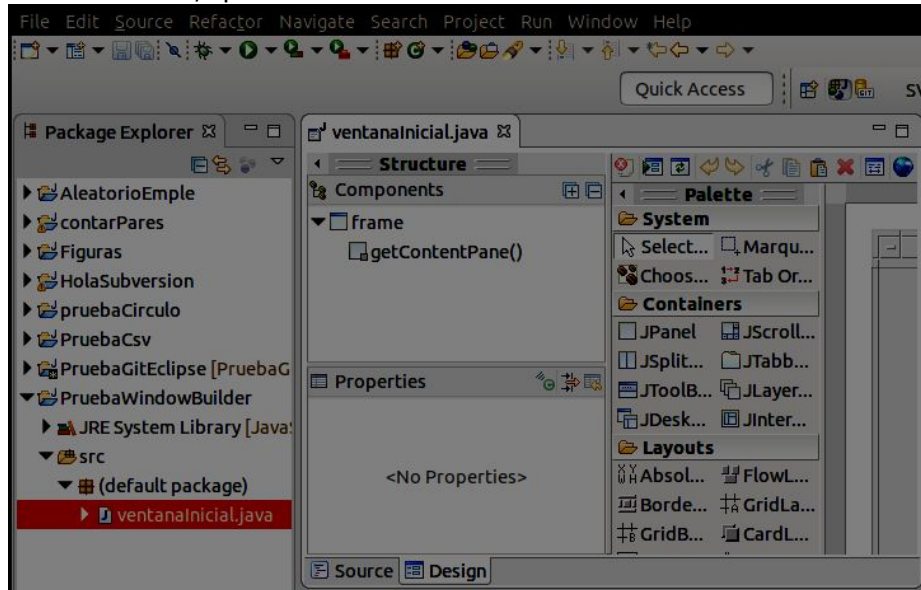 File Edit Source Refactor Navigate Search Project Run Window Help
Quick Access
GIT
Package Explorer
AleatorioEmple
contarPares
Figuras
HolaSubversion
pruebaCirculo
PruebaCsv
PruebaGitEclipse [PruebaG
PruebaWindowBuilder
JRE System Library [Java
src
(default package)
ventanaInicial.java
ventanaInicial.java
Structure
Components
frame
getContentPane()
Properties
<No Properties>
Source Design
Palette
System
Select... Marqu...
Choos... Tab Or...
Containers
JPanel JScroll...
JSplit... JTabb...
JToolB... JLayer...
JDesk... JInter...
Layouts
Absol... FlowL...
Borde... GridLa...
GridB... CardL...